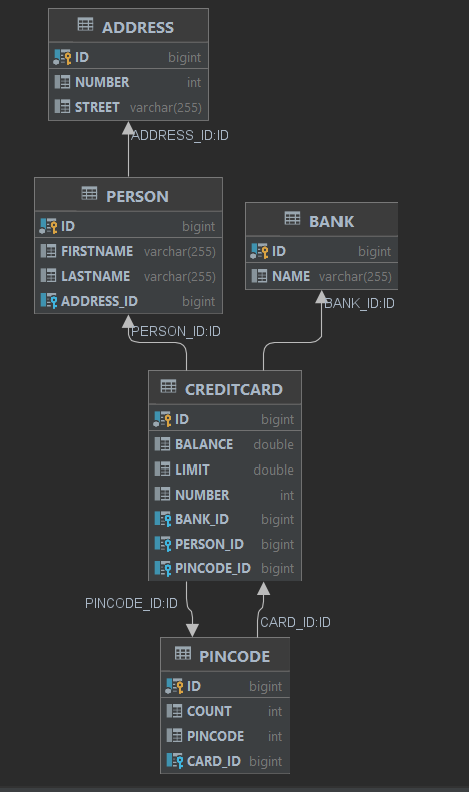 ADDRESS
ID bigint
NUMBER int
STREET varchar(255)
ADDRESS_ID:ID
PERSON
ID bigint
FIRSTNAME varchar(255)
LASTNAME varchar(255)
ADDRESS_ID bigint
BANK
ID bigint
NAME varchar(255)
PERSON_ID:ID
BANK_ID:ID
CREDITCARD
ID bigint
BALANCE double
LIMIT double
NUMBER int
BANK_ID bigint
PERSON_ID bigint
PINCODE_ID bigint
PINCODE_ID:ID
CARD_ID:ID
PINCODE
ID bigint
COUNT int
PINCODE int
CARD_ID bigint